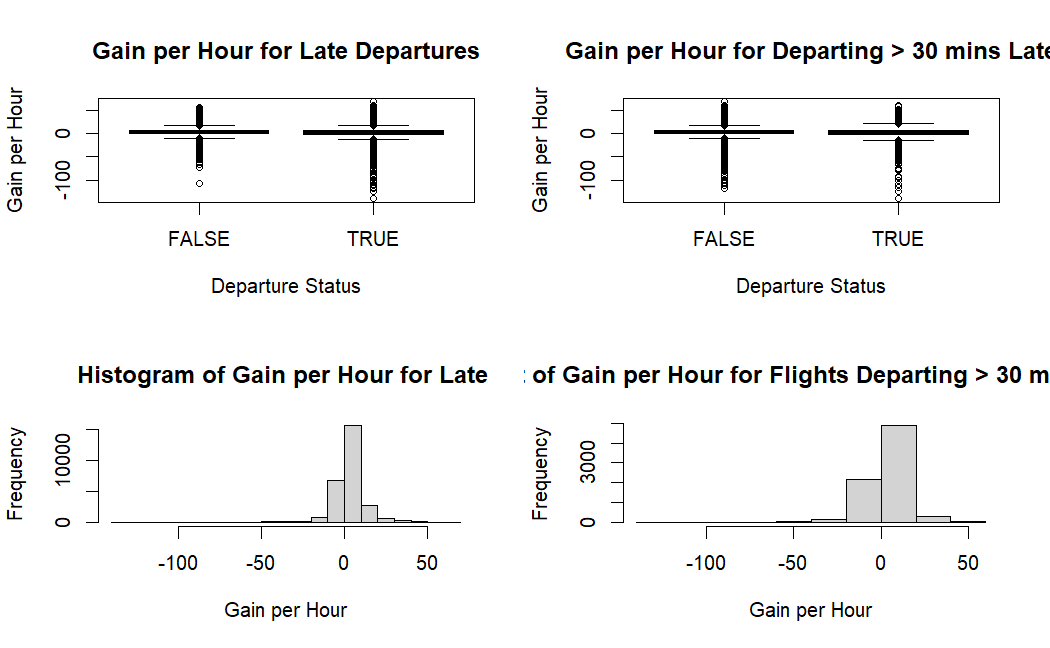 Gain per Hour for Late Departures
Gain per Hour
0
-100
FALSE
TRUE
Departure Status
Gain per Hour for Departing > 30 mins Late
Gain per Hour
0
-100
FALSE
TRUE
Departure Status
Histogram of Gain per Hour for Late
Frequency
10000
0
-100
-50
0
50
Gain per Hour
of Gain per Hour for Flights Departing > 30 m
Frequency
3000
0
-100
-50
0
50
Gain per Hour